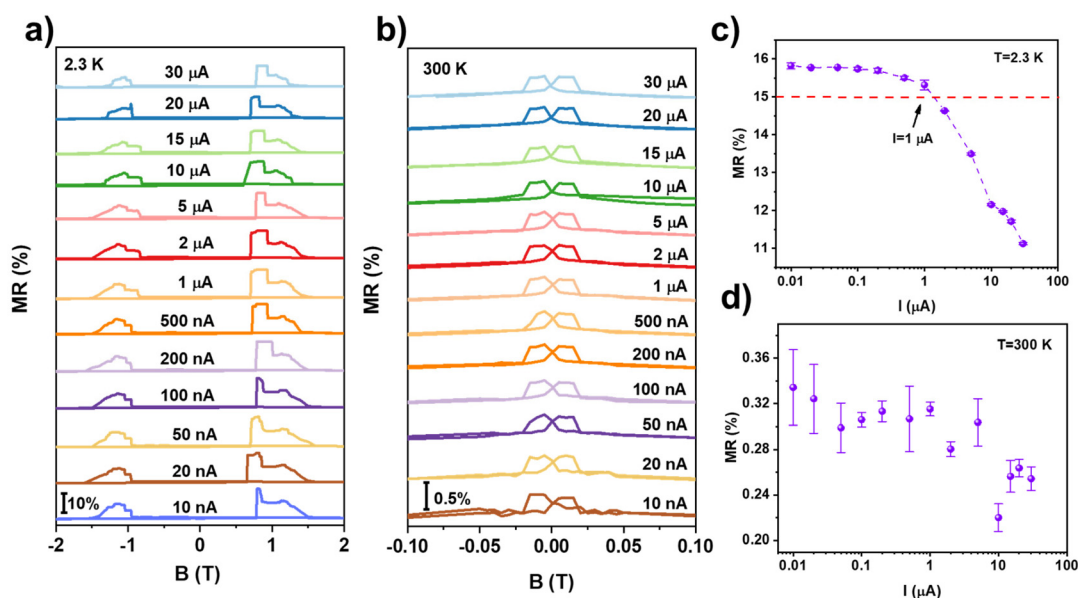 a)
2.3 K
30 μA
20 μA
15 μA
10 μA
5 μA
2 μA
1 μA
500 nA
200 nA
100 nA
50 nA
20 nA
10 nA
10%
MR (%)
-2 -1 0 1 2
B (T)
b)
300 K
30 μA
20 μA
15 μA
10 μA
5 μA
2 μA
1 μA
500 nA
200 nA
100 nA
50 nA
20 nA
10 nA
0.5%
MR (%)
-0.10 -0.05 0.00 0.05 0.10
B (T)
c)
T=2.3 K
16
15
14
13
12
11
MR (%)
I=1 μA
0.01 0.1 1 10 100
I (μA)
d)
T=300 K
0.36
0.32
0.28
0.24
0.20
MR (%)
0.01 0.1 1 10 100
I (μA)